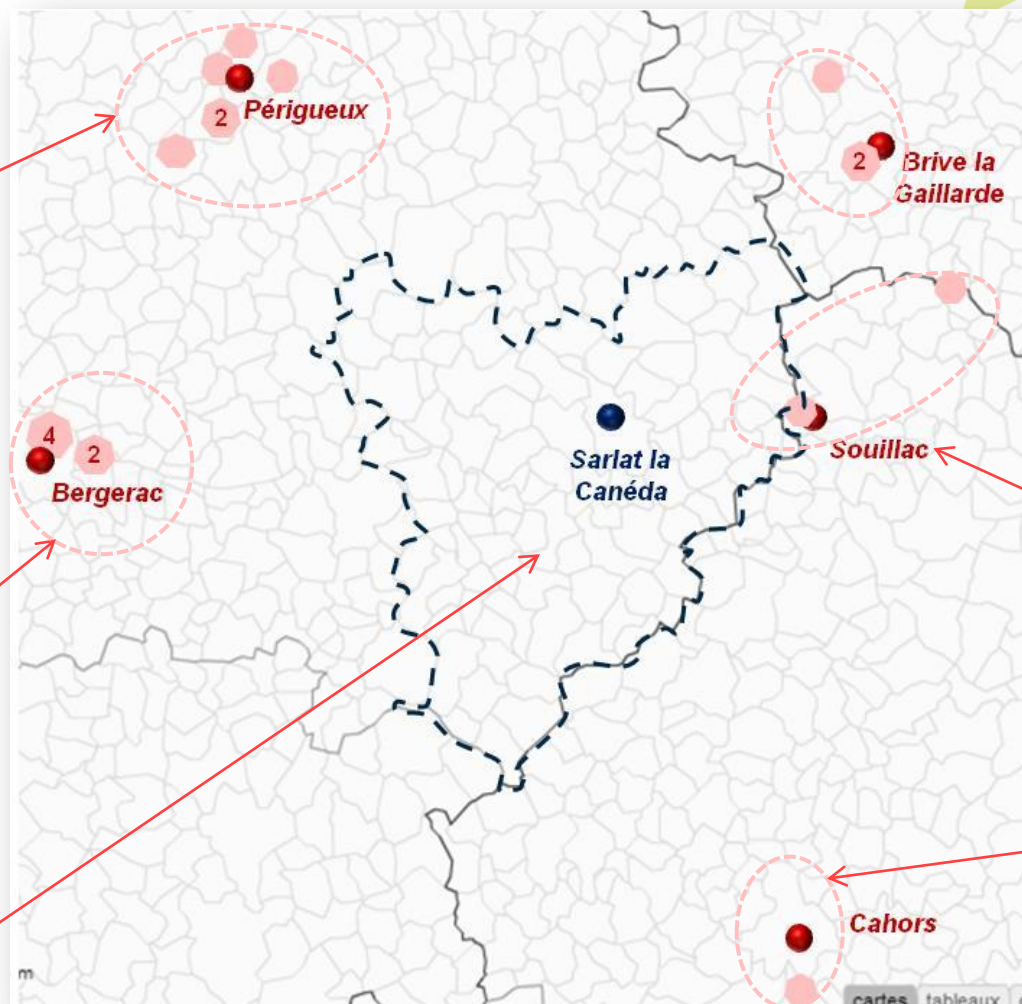 2
Périgueux
2
Brive la
Gaillarde
4
2
Bergerac
Sarlat la
Canéda
Souillac
Cahors
m
cartes tableaux